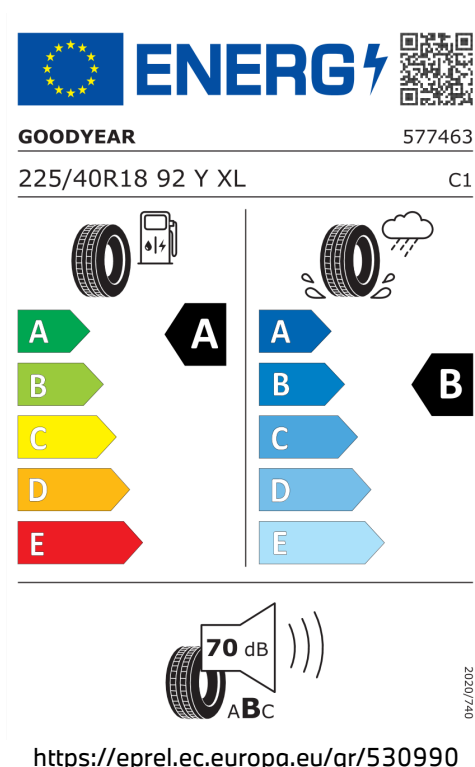 ENERG
GOODYEAR 577463
225/40R18 92 Y XL C1
A A A
B B B
C C
D D
E E
70 dB
ABC
2020/740
https://eprel.ec.europa.eu/qr/530990